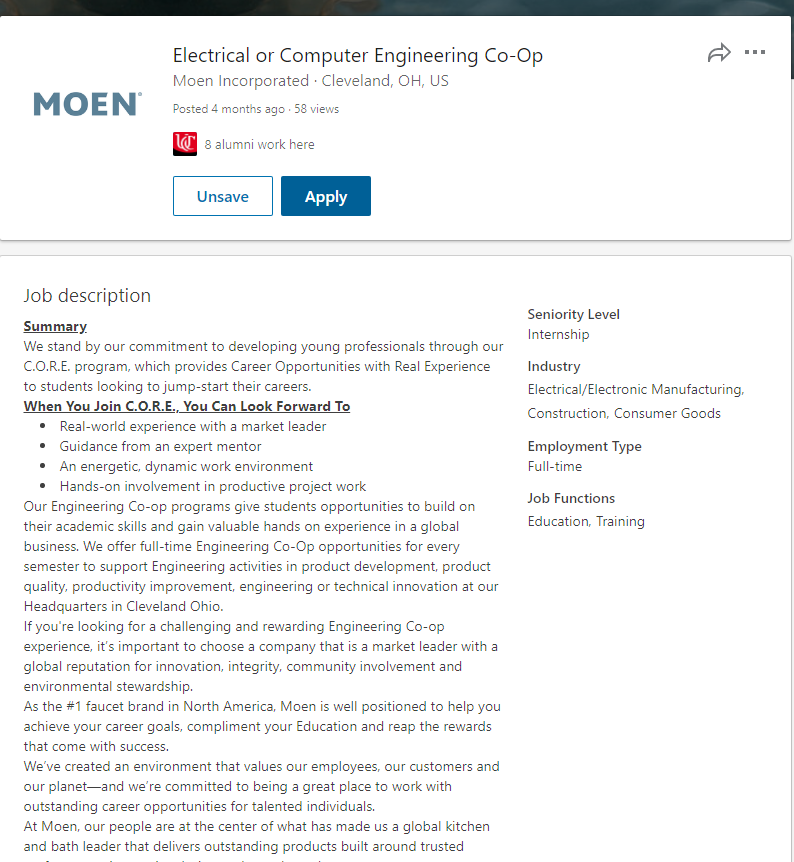 Electrical or Computer Engineering Co-Op
MOEN
Moen Incorporated · Cleveland, OH, US
Posted 4 months ago · 58 views
UC
8 alumni work here
Unsave
Apply
Job description
Summary
We stand by our commitment to developing young professionals through our
C.O.R.E. program, which provides Career Opportunities with Real Experience
to students looking to jump-start their careers.
When You Join C.O.R.E., You Can Look Forward To
• Real-world experience with a market leader
• Guidance from an expert mentor
• An energetic, dynamic work environment
• Hands-on involvement in productive project work
Our Engineering Co-op programs give students opportunities to build on
their academic skills and gain valuable hands on experience in a global
business. We offer full-time Engineering Co-Op opportunities for every
semester to support Engineering activities in product development, product
quality, productivity improvement, engineering or technical innovation at our
Headquarters in Cleveland Ohio.
If you're looking for a challenging and rewarding Engineering Co-op
experience, it's important to choose a company that is a market leader with a
global reputation for innovation, integrity, community involvement and
environmental stewardship.
As the #1 faucet brand in North America, Moen is well positioned to help you
achieve your career goals, compliment your Education and reap the rewards
that come with success.
We've created an environment that values our employees, our customers and
our planet—and we're committed to being a great place to work with
outstanding career opportunities for talented individuals.
At Moen, our people are at the center of what has made us a global kitchen
and bath leader that delivers outstanding products built around trusted
Seniority Level
Internship
Industry
Electrical/Electronic Manufacturing,
Construction, Consumer Goods
Employment Type
Full-time
Job Functions
Education, Training